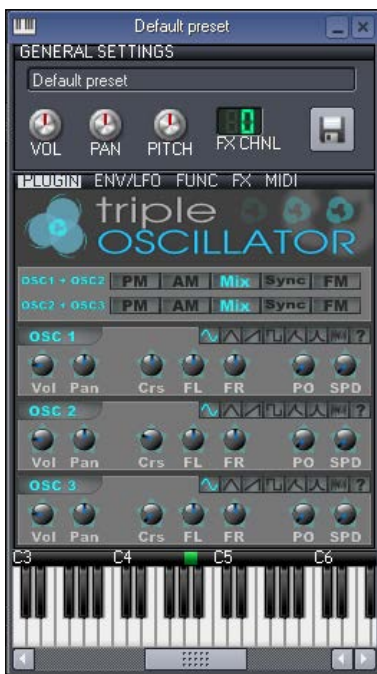 Default preset
GENERAL SETTINGS
Default preset
0
VOL PAN PITCH FX CHNL
PLUGIN ENV/LFO FUNC FX MIDI
triple
OSCILLATOR
OSC1 + OSC2 PM AM Mix Sync FM
OSC2 + OSC3 PM AM Mix Sync FM
OSC 1 ?
Vol Pan Crs FL FR PO SPD
OSC 2 ?
Vol Pan Crs FL FR PO SPD
OSC 3 ?
Vol Pan Crs FL FR PO SPD
C3 C4 C5 C6